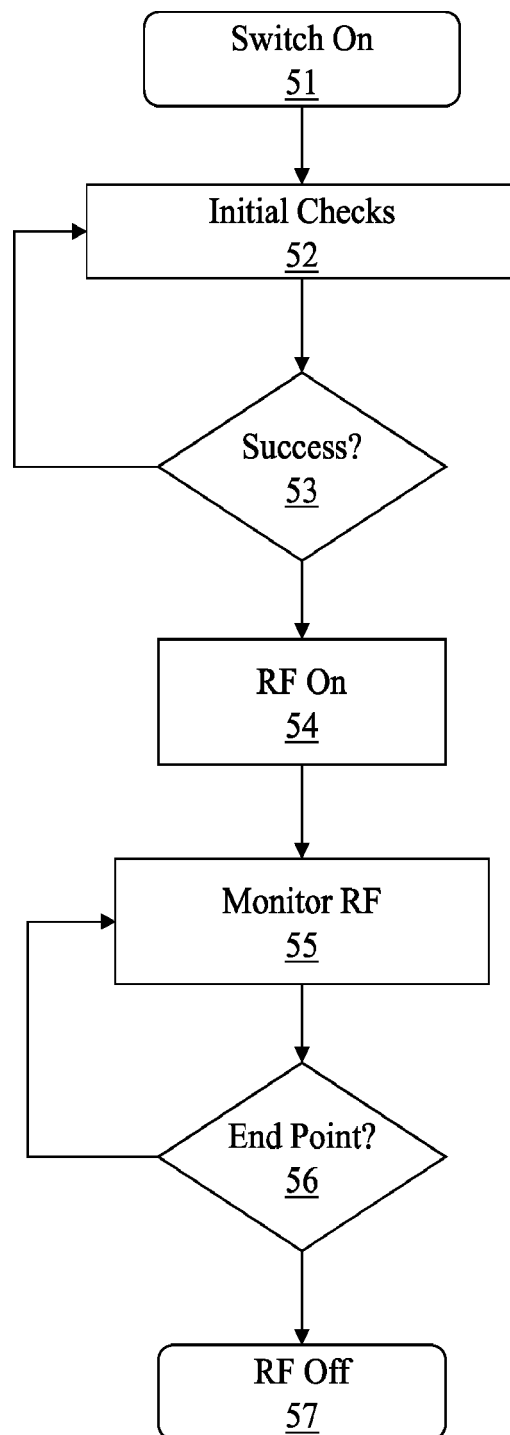 Switch On
51
Initial Checks
52
Success?
53
RF On
54
Monitor RF
55
End Point?
56
RF Off
57